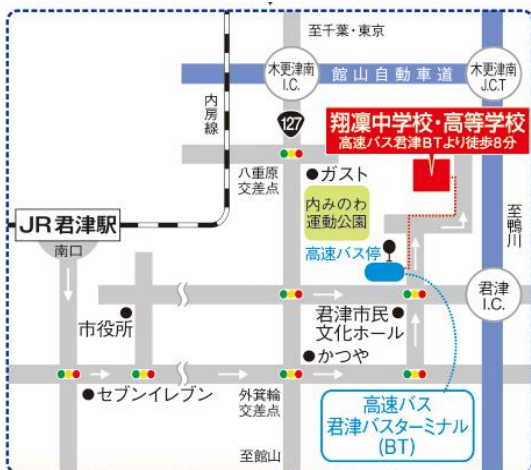 至千葉・東京
木更津南
I.C.
館山自動車道
木更津南
J.C.T
内房線
127
翔凜中学校・高等学校
高速バス君津BTより徒歩8分
八重原
交差点
ガスト
内みのわ
運動公園
至鴨川
JR君津駅
南口
高速バス停
君津
I.C.
市役所
君津市民
文化ホール
かつや
セブンイレブン
外箕輪
交差点
高速バス
君津バスターミナル
(BT)
至館山